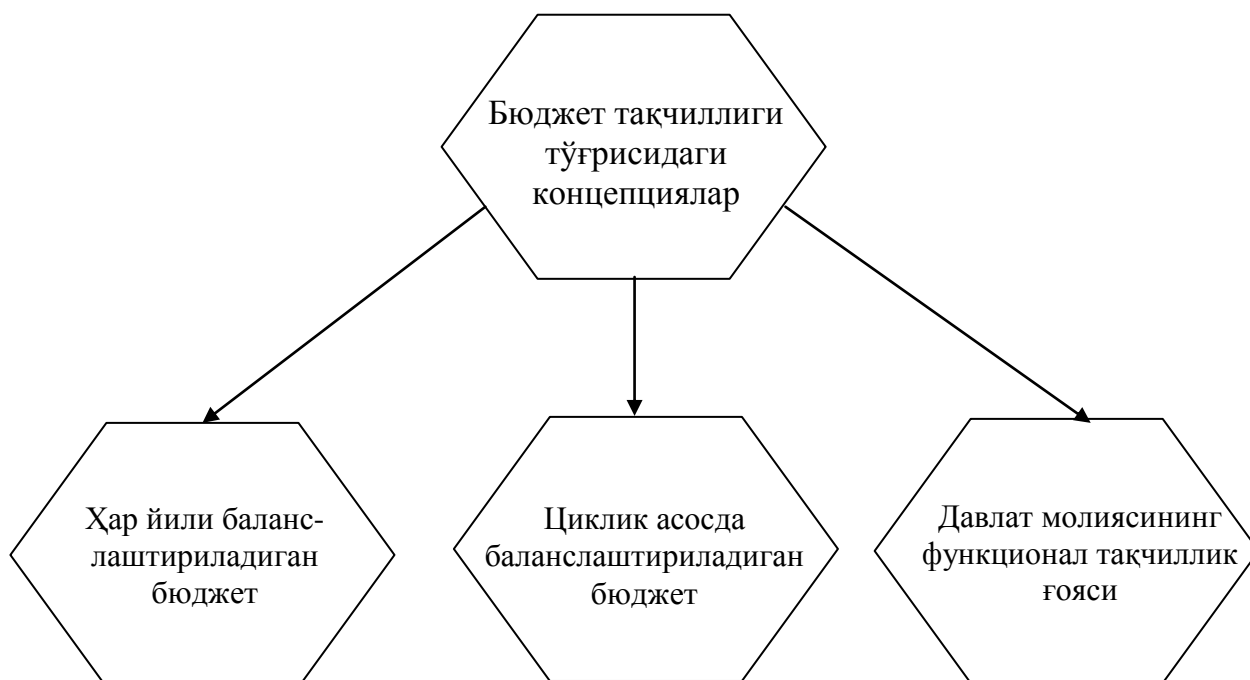 Бюджет тақчиллиги
тўғрисидаги
концепциялар
Ҳар йили баланс-
лаштириладиган
бюджет
Циклик асосда
баланслаштириладиган
бюджет
Давлат молиясининг
функционал тақчиллик
ғояси